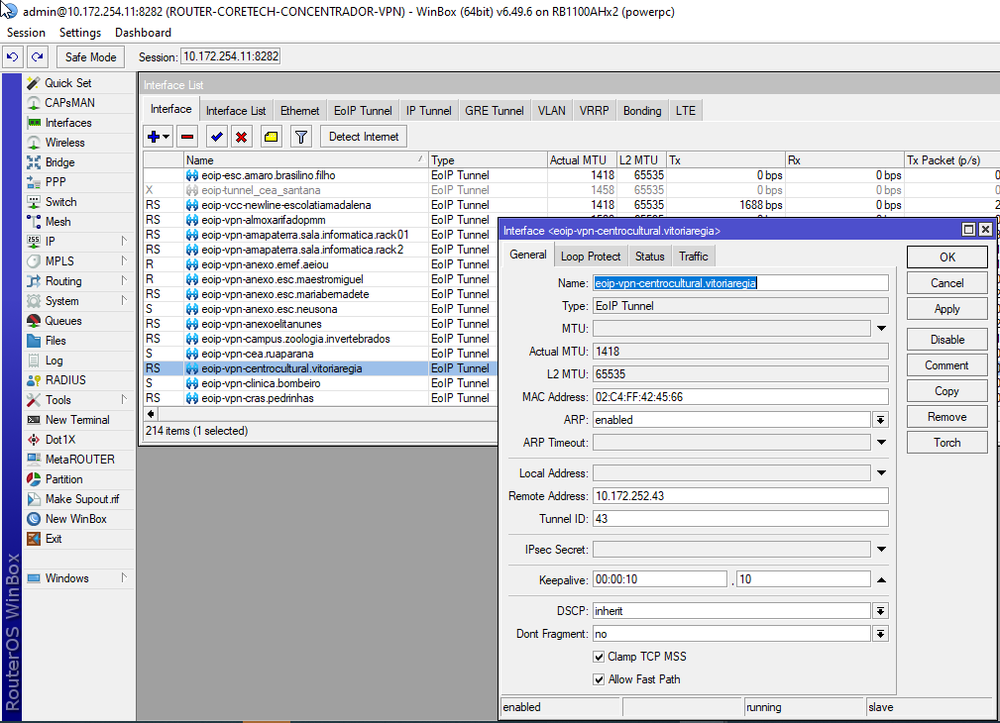 admin@10.172.254.11:8282 (ROUTER-CORETECH-CONCENTRADOR-VPN) - WinBox (64bit) v6.49.6 on RB1100AHx2 (powerpc)
Session Settings Dashboard
Safe Mode Session: 10.172.254.11:8282
Quick Set
CAPsMAN
Interfaces
Wireless
Bridge
PPP
Switch
Mesh
IP
MPLS
Routing
System
Queues
Files
Log
RADIUS
Tools
New Terminal
Dot1X
MetaROUTER
Partition
Make Supout.rif
New WinBox
Exit
Windows
RouterOS WinBox
Interface List
Interface Interface List Ethernet EoIP Tunnel IP Tunnel GRE Tunnel VLAN VRRP Bonding LTE
Detect Internet
Name Type Actual MTU L2 MTU Tx Rx Tx Packet (p/s)
eoip-esc.amaro.brasilino.filho EoIP Tunnel 1418 65535 0 bps 0 bps 0
X eoip-tunnel_cea_santana EoIP Tunnel 1458 65535 0 bps 0 bps 0
RS eoip-vcc-newline-escolatiamadalena EoIP Tunnel 1418 65535 1688 bps 0 bps 2
RS eoip-vpn-almoxarifadopmm EoIP Tunnel
RS eoip-vpn-amapaterra.sala.informatica.rack01 EoIP Tunnel
RS eoip-vpn-amapaterra.sala.informatica.rack2 EoIP Tunnel
R eoip-vpn-anexo.emef.aeiou EoIP Tunnel
R eoip-vpn-anexo.esc.maestromiguel EoIP Tunnel
RS eoip-vpn-anexo.esc.mariabernadete EoIP Tunnel
S eoip-vpn-anexo.esc.neusona EoIP Tunnel
RS eoip-vpn-anexoelitanunes EoIP Tunnel
RS eoip-vpn-campus.zoologia.invertebrados EoIP Tunnel
S eoip-vpn-cea.ruaparana EoIP Tunnel
RS eoip-vpn-centrocultural.vitoriaregia EoIP Tunnel
S eoip-vpn-clinica.bombeiro EoIP Tunnel
RS eoip-vpn-cras.pedrinhas EoIP Tunnel
214 items (1 selected)
Interface <eoip-vpn-centrocultural.vitoriaregia>
General Loop Protect Status Traffic
Name: eoip-vpn-centrocultural.vitoriaregia
Type: EoIP Tunnel
MTU:
Actual MTU: 1418
L2 MTU: 65535
MAC Address: 02:C4:FF:42:45:66
ARP: enabled
ARP Timeout:
Local Address:
Remote Address: 10.172.252.43
Tunnel ID: 43
IPsec Secret:
Keepalive: 00:00:10 , 10
DSCP: inherit
Dont Fragment: no
Clamp TCP MSS
Allow Fast Path
OK
Cancel
Apply
Disable
Comment
Copy
Remove
Torch
enabled running slave